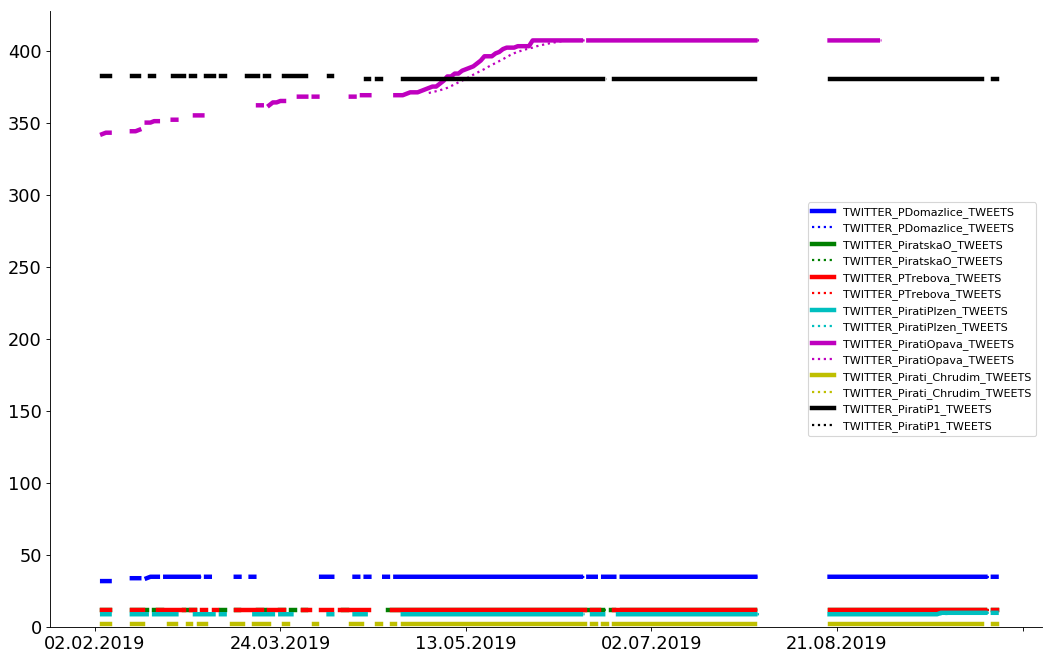 400
350
300
250
200
150
100
50
0
02.02.2019
24.03.2019
13.05.2019
02.07.2019
21.08.2019
TWITTER_PDomazlice_TWEETS
TWITTER_PDomazlice_TWEETS
TWITTER_PiratskaO_TWEETS
TWITTER_PiratskaO_TWEETS
TWITTER_PTrebova_TWEETS
TWITTER_PTrebova_TWEETS
TWITTER_PiratiPlzen_TWEETS
TWITTER_PiratiPlzen_TWEETS
TWITTER_PiratiOpava_TWEETS
TWITTER_PiratiOpava_TWEETS
TWITTER_Pirati_Chrudim_TWEETS
TWITTER_Pirati_Chrudim_TWEETS
TWITTER_PiratiP1_TWEETS
TWITTER_PiratiP1_TWEETS